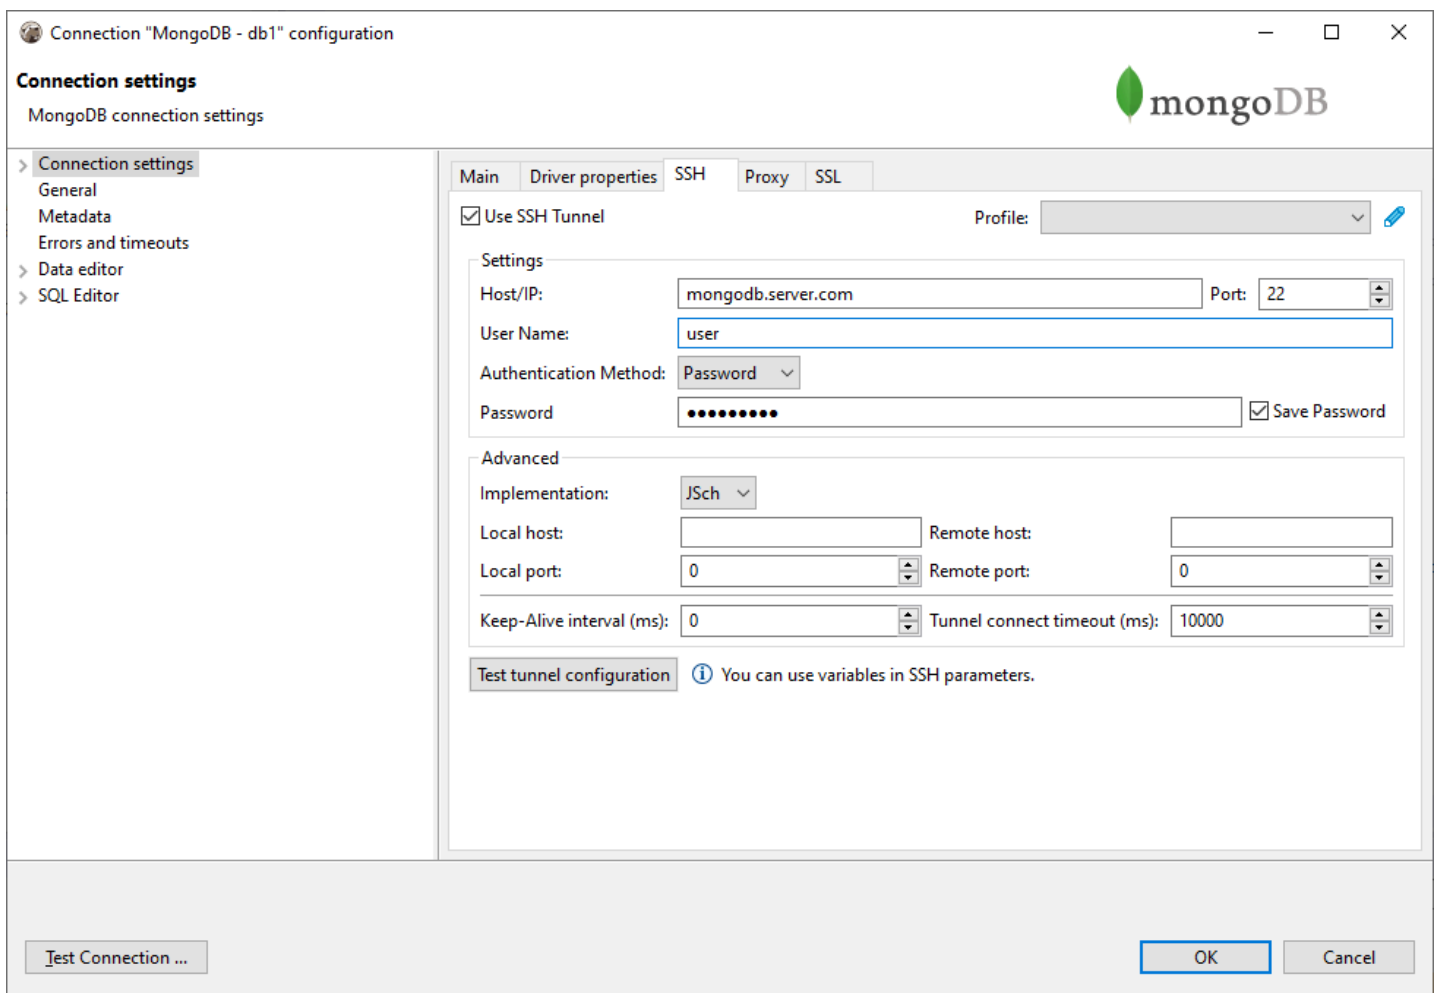 Connection "MongoDB - db1" configuration
Connection settings
MongoDB connection settings
mongoDB
Connection settings
General
Metadata
Errors and timeouts
Data editor
SQL Editor
Main Driver properties SSH Proxy SSL
Use SSH Tunnel Profile:
Settings
Host/IP: mongodb.server.com Port: 22
User Name: user
Authentication Method: Password
Password ●●●●●●●●● Save Password
Advanced
Implementation: JSch
Local host: Remote host:
Local port: 0 Remote port: 0
Keep-Alive interval (ms): 0 Tunnel connect timeout (ms): 10000
Test tunnel configuration You can use variables in SSH parameters.
Test Connection ... OK Cancel